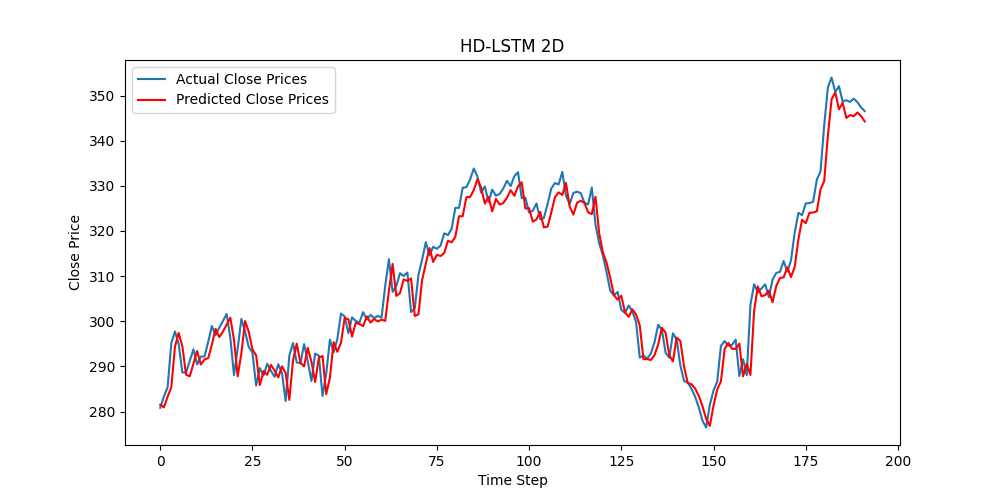 HD-LSTM 2D
Actual Close Prices
Predicted Close Prices
Close Price
350
340
330
320
310
300
290
280
0 25 50 75 100 125 150 175 200
Time Step